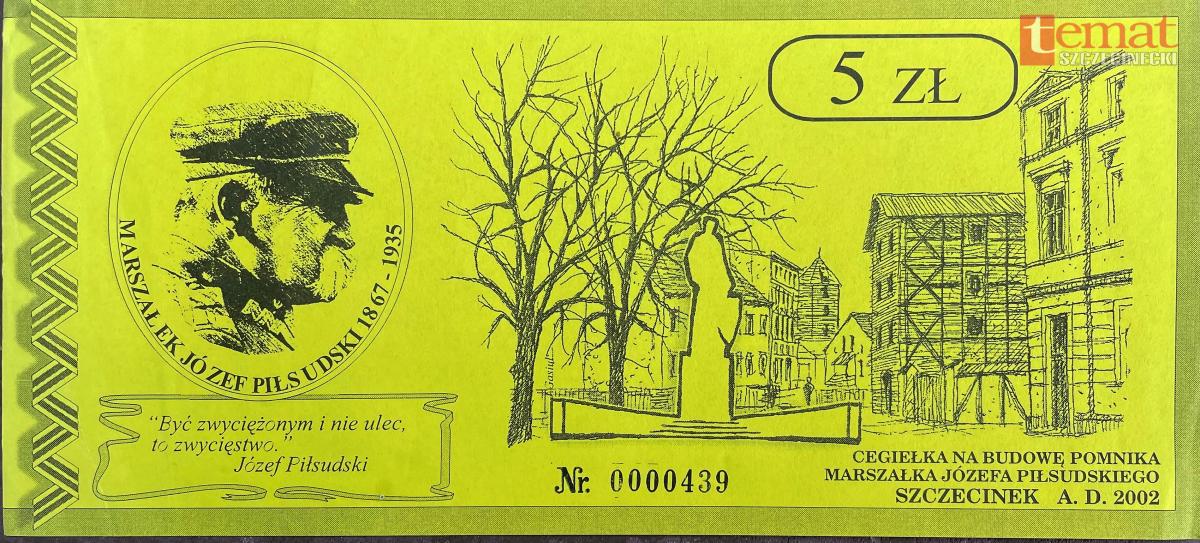 temat
SZCZECINECKI
5 ZŁ
MARSZAŁEK JÓZEF PIŁSUDSKI 1867 - 1935
"Być zwyciężonym i nie ulec,
to zwycięstwo."
Józef Piłsudski
Nr. 0000439
CEGIEŁKA NA BUDOWĘ POMNIKA
MARSZAŁKA JÓZEFA PIŁSUDSKIEGO
SZCZECINEK A. D. 2002